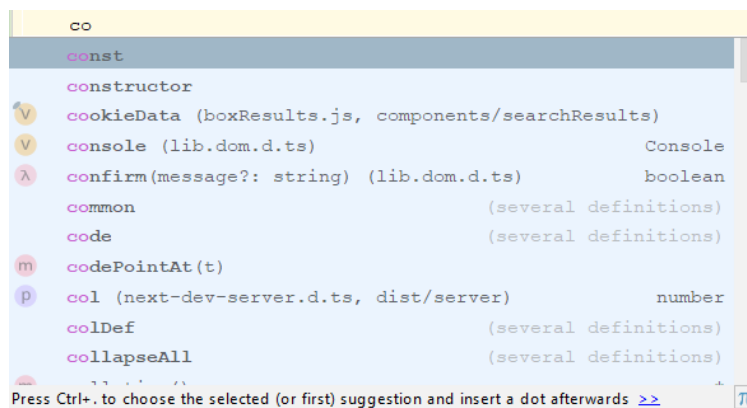 co
const
constructor
V cookieData (boxResults.js, components/searchResults)
V console (lib.dom.d.ts) Console
λ confirm(message?: string) (lib.dom.d.ts) boolean
common (several definitions)
code (several definitions)
m codePointAt(t)
p col (next-dev-server.d.ts, dist/server) number
colDef (several definitions)
collapseAll (several definitions)
Press Ctrl+. to choose the selected (or first) suggestion and insert a dot afterwards >>